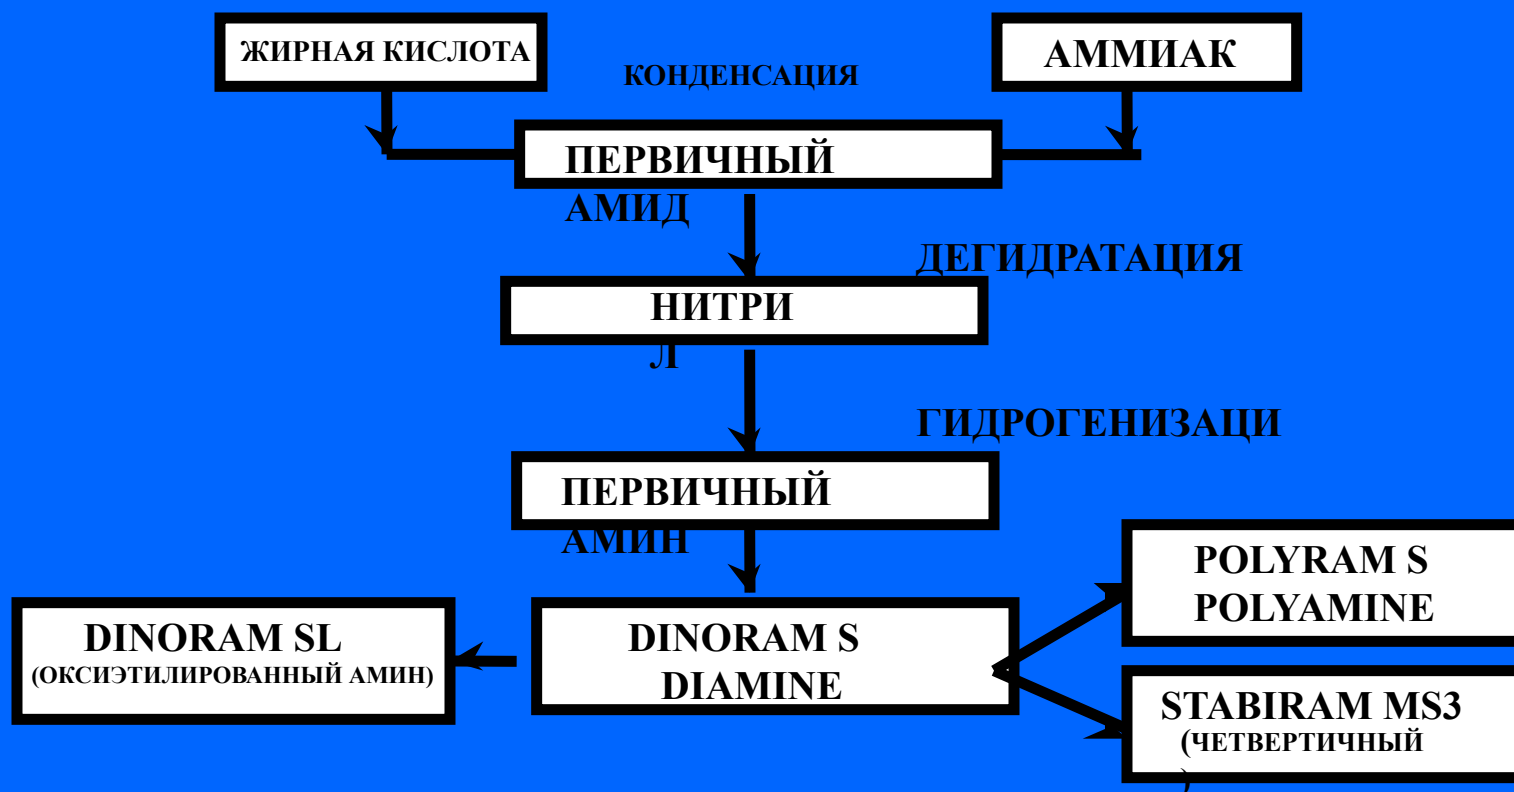 ЖИРНАЯ КИСЛОТА
АММИАК
КОНДЕНСАЦИЯ
ПЕРВИЧНЫЙ
АМИД
ДЕГИДРАТАЦИЯ
НИТРИ
Л
ГИДРОГЕНИЗАЦИ
ПЕРВИЧНЫЙ
АМИН
DINORAM SL
(ОКСИЭТИЛИРОВАННЫЙ АМИН)
DINORAM S
DIAMINE
POLYRAM S
POLYAMINE
STABIRAM MS3
(ЧЕТВЕРТИЧНЫЙ
)